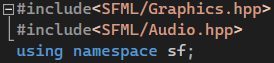 #include<SFML/Graphics.hpp>
#include<SFML/Audio.hpp>
using namespace sf;